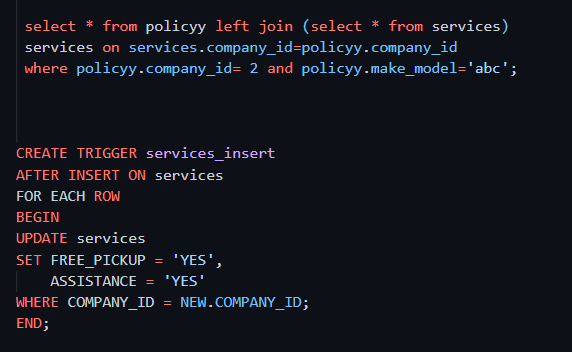 select * from policyy left join (select * from services)
services on services.company_id=policyy.company_id
where policyy.company_id= 2 and policyy.make_model='abc';
CREATE TRIGGER services_insert
AFTER INSERT ON services
FOR EACH ROW
BEGIN
UPDATE services
SET FREE_PICKUP = 'YES',
    ASSISTANCE = 'YES'
WHERE COMPANY_ID = NEW.COMPANY_ID;
END;